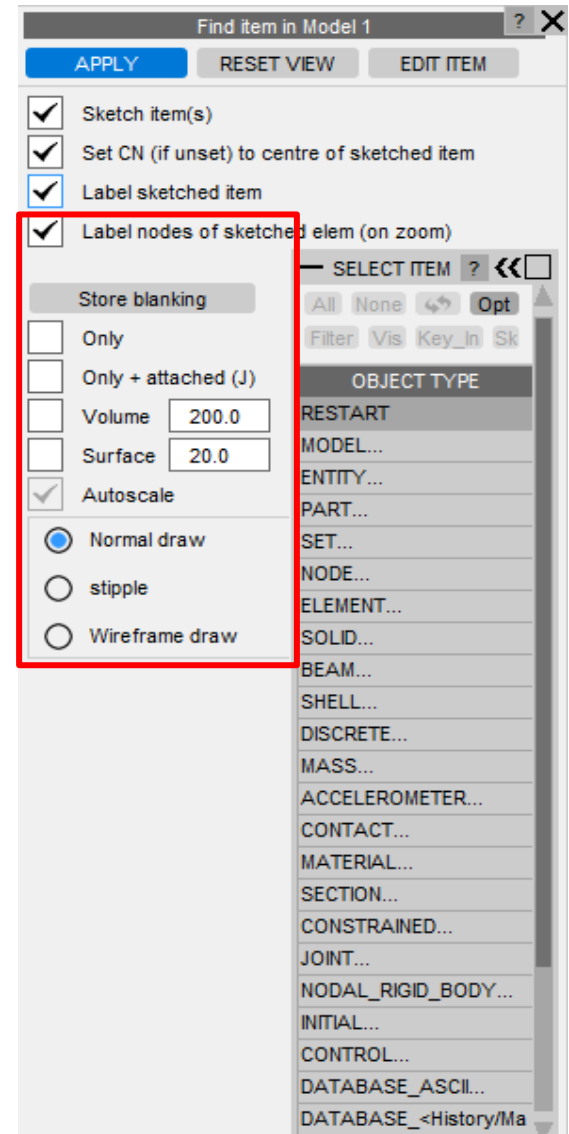 Find item in Model 1 ?
APPLY RESET VIEW EDIT ITEM
Sketch item(s)
Set CN (if unset) to centre of sketched item
Label sketched item
Label nodes of sketched elem (on zoom)
SELECT ITEM ?
Store blanking
All None Opt
Only
Filter Vis Key_In Sk
Only + attached (J)
OBJECT TYPE
Volume 200.0
RESTART
Surface 20.0
MODEL...
ENTITY...
Autoscale
PART...
Normal draw
SET...
NODE...
stipple
ELEMENT...
Wireframe draw
SOLID...
BEAM...
SHELL...
DISCRETE...
MASS...
ACCELEROMETER...
CONTACT...
MATERIAL...
SECTION...
CONSTRAINED...
JOINT...
NODAL_RIGID_BODY...
INITIAL...
CONTROL...
DATABASE_ASCII...
DATABASE_<History/Ma